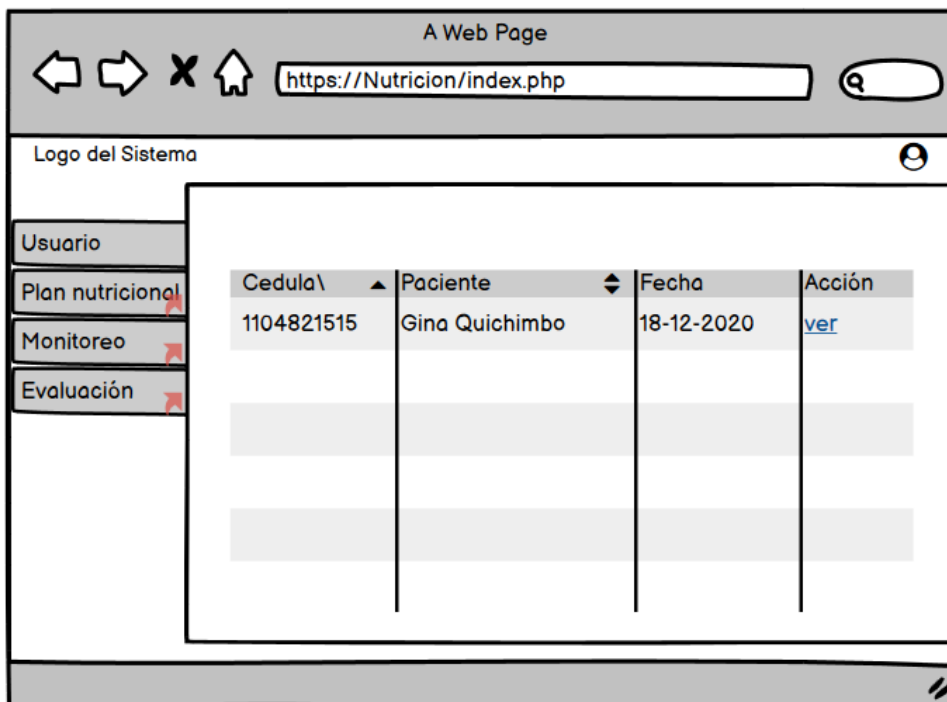 A Web Page
https://Nutricion/index.php
Logo del Sistema
Usuario
Plan nutricional
Monitoreo
Evaluación
Cedula\ Paciente Fecha Acción
1104821515 Gina Quichimbo 18-12-2020 ver